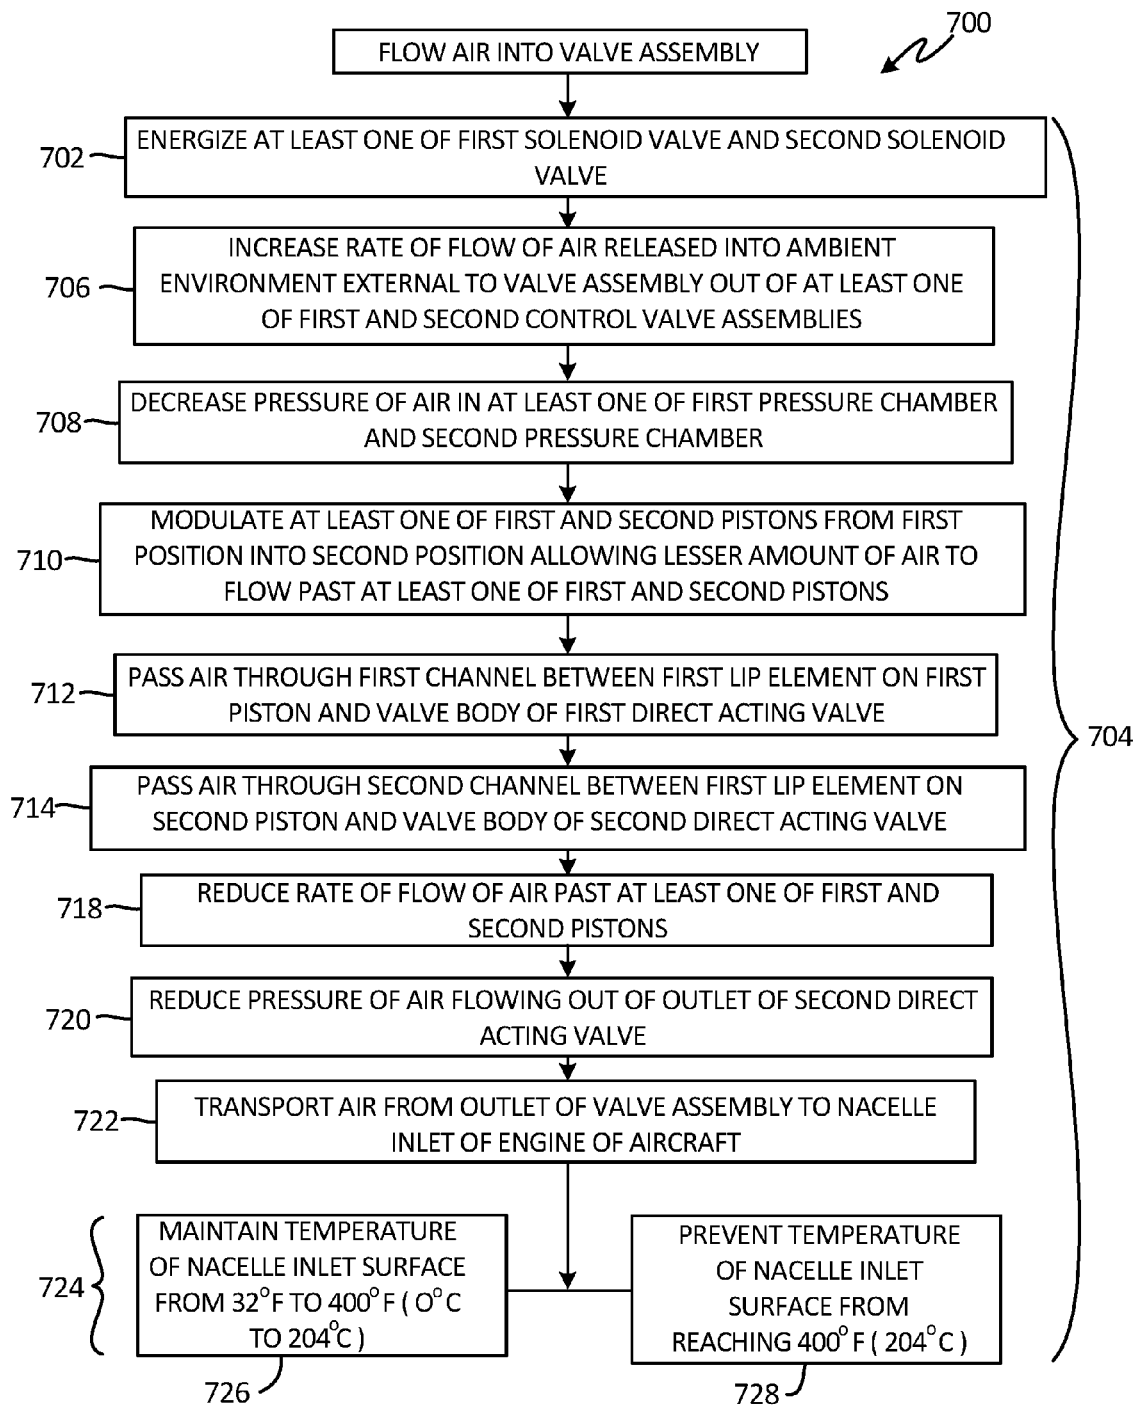 700
FLOW AIR INTO VALVE ASSEMBLY
702
ENERGIZE AT LEAST ONE OF FIRST SOLENOID VALVE AND SECOND SOLENOID
VALVE
706
INCREASE RATE OF FLOW OF AIR RELEASED INTO AMBIENT
ENVIRONMENT EXTERNAL TO VALVE ASSEMBLY OUT OF AT LEAST ONE
OF FIRST AND SECOND CONTROL VALVE ASSEMBLIES
708
DECREASE PRESSURE OF AIR IN AT LEAST ONE OF FIRST PRESSURE CHAMBER
AND SECOND PRESSURE CHAMBER
710
MODULATE AT LEAST ONE OF FIRST AND SECOND PISTONS FROM FIRST
POSITION INTO SECOND POSITION ALLOWING LESSER AMOUNT OF AIR TO
FLOW PAST AT LEAST ONE OF FIRST AND SECOND PISTONS
712
PASS AIR THROUGH FIRST CHANNEL BETWEEN FIRST LIP ELEMENT ON FIRST
PISTON AND VALVE BODY OF FIRST DIRECT ACTING VALVE
704
714
PASS AIR THROUGH SECOND CHANNEL BETWEEN FIRST LIP ELEMENT ON
SECOND PISTON AND VALVE BODY OF SECOND DIRECT ACTING VALVE
718
REDUCE RATE OF FLOW OF AIR PAST AT LEAST ONE OF FIRST AND
SECOND PISTONS
720
REDUCE PRESSURE OF AIR FLOWING OUT OF OUTLET OF SECOND DIRECT
ACTING VALVE
722
TRANSPORT AIR FROM OUTLET OF VALVE ASSEMBLY TO NACELLE
INLET OF ENGINE OF AIRCRAFT
724
MAINTAIN TEMPERATURE
OF NACELLE INLET SURFACE
FROM 32°F TO 400°F ( 0°C
TO 204°C )
726
PREVENT TEMPERATURE
OF NACELLE INLET
SURFACE FROM
REACHING 400° F ( 204°C )
728